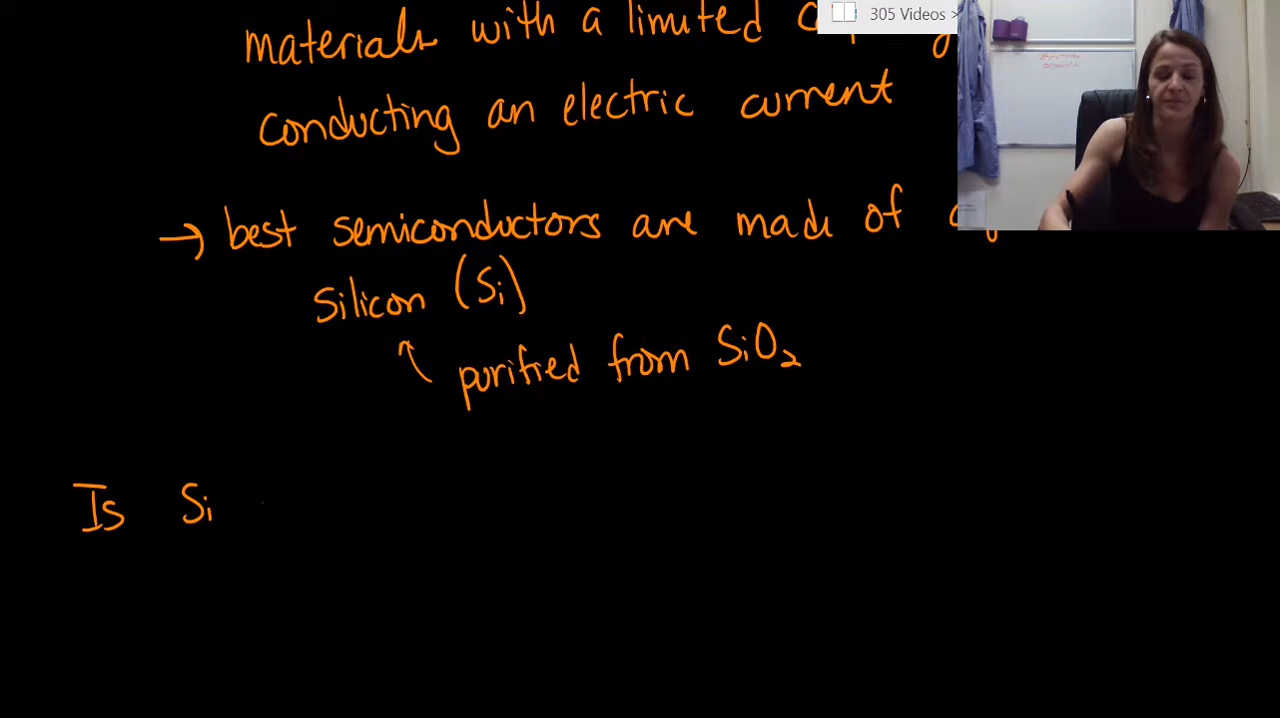 305 Videos >
materials with a limited
conducting an electric current
→ best semiconductors are made of
silicon (Si)
purified from SiO₂
Is Si